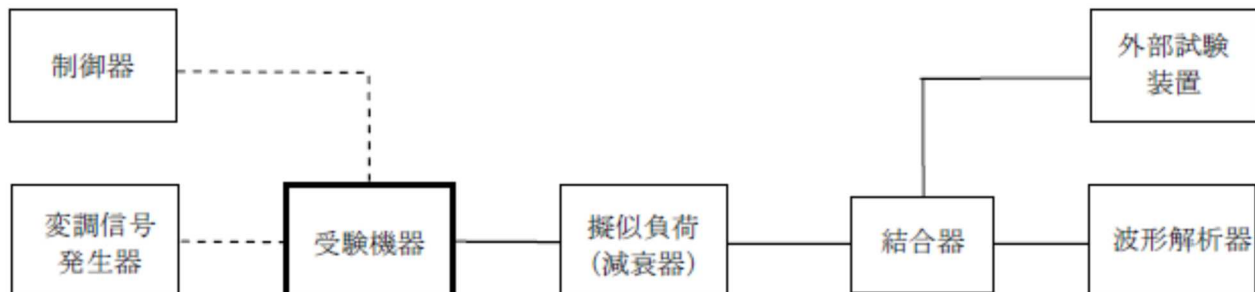 制御器
外部試験
装置
変調信号
発生器
受験機器
擬似負荷
(減衰器)
結合器
波形解析器